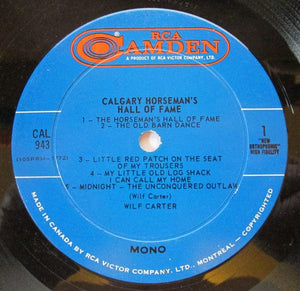 RCA
CAMDEN
A PRODUCT OF RCA VICTOR COMPANY, LTD.
CALGARY HORSEMAN'S
HALL OF FAME
1 – THE HORSEMAN'S HALL OF FAME
2 – THE OLD BARN DANCE
CAL
943
1
"NEW
ORTHOPHONIC"
HIGH FIDELITY
3 – LITTLE RED PATCH ON THE SEAT
OF MY TROUSERS
4 – MY LITTLE OLD LOG SHACK
I CAN CALL MY HOME
5 – MIDNIGHT – THE UNCONQUERED OUTLAW
(Wilf Carter)
WILF CARTER
MONO
MADE IN CANADA BY RCA VICTOR COMPANY, LTD., MONTREAL – COPYRIGHTED